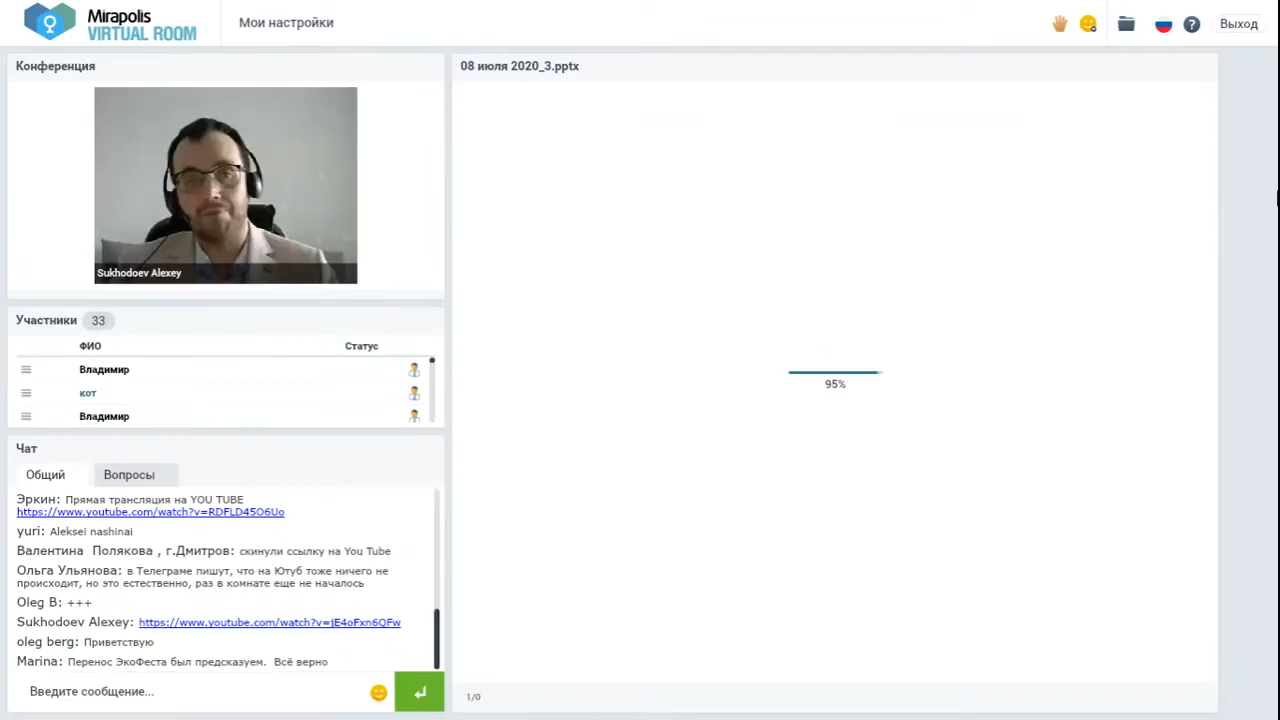 Mirapolis
VIRTUAL ROOM
Мои настройки
?
Выход
Конференция
08 июля 2020_3.pptx
Sukhodoev Alexey
Участники 33
ФИО Статус
Владимир
кот
Владимир
95%
Чат
Общий Вопросы
Эркин: Прямая трансляция на YOU TUBE
https://www.youtube.com/watch?v=RDFLD45O6Uo
yuri: Aleksei nashinai
Валентина Полякова , г.Дмитров: скинули ссылку на You Tube
Ольга Ульянова: в Телеграме пишут, что на Ютуб тоже ничего не
происходит, но это естественно, раз в комнате еще не началось
Oleg B: +++
Sukhodoev Alexey: https://www.youtube.com/watch?v=jE4oFxn6QFw
oleg berg: Приветствую
Marina: Перенос ЭкоФеста был предсказуем. Всё верно
Введите сообщение...
1/0